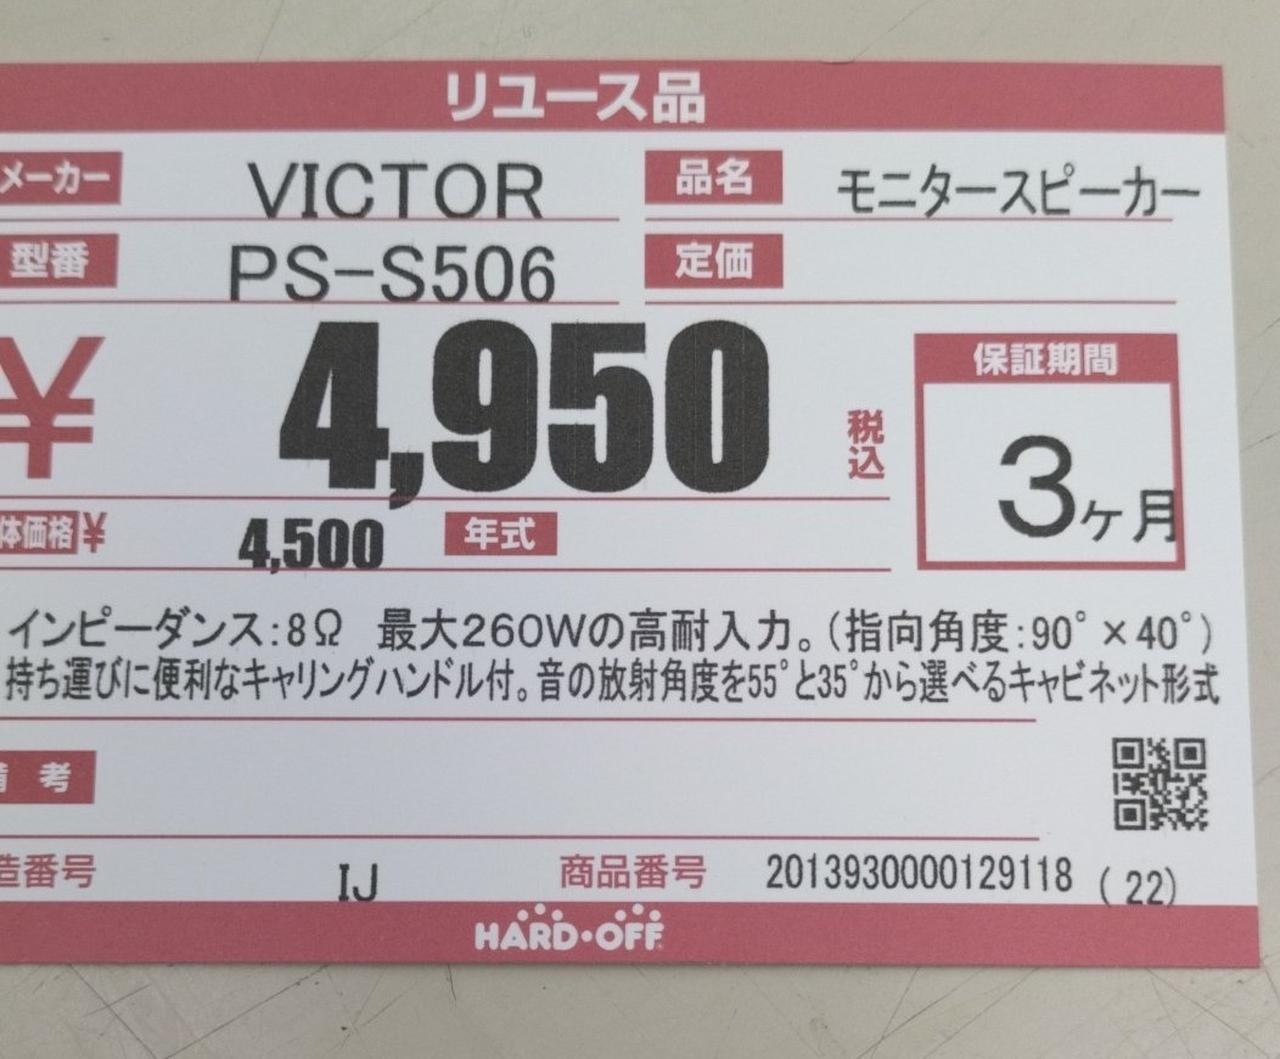 リユース品
メーカー VICTOR 品名 モニタースピーカー
型番 PS-S506 定価
¥ 4,950 税込 保証期間
体価格 ¥ 4,500 年式 3ヶ月
インピーダンス:8Ω 最大260Wの高耐入力。(指向角度:90°×40°)
持ち運びに便利なキャリングハンドル付。音の放射角度を55°と35°から選べるキャビネット形式
備考
造番号 IJ 商品番号 2013930000129118 (22)
HARD・OFF